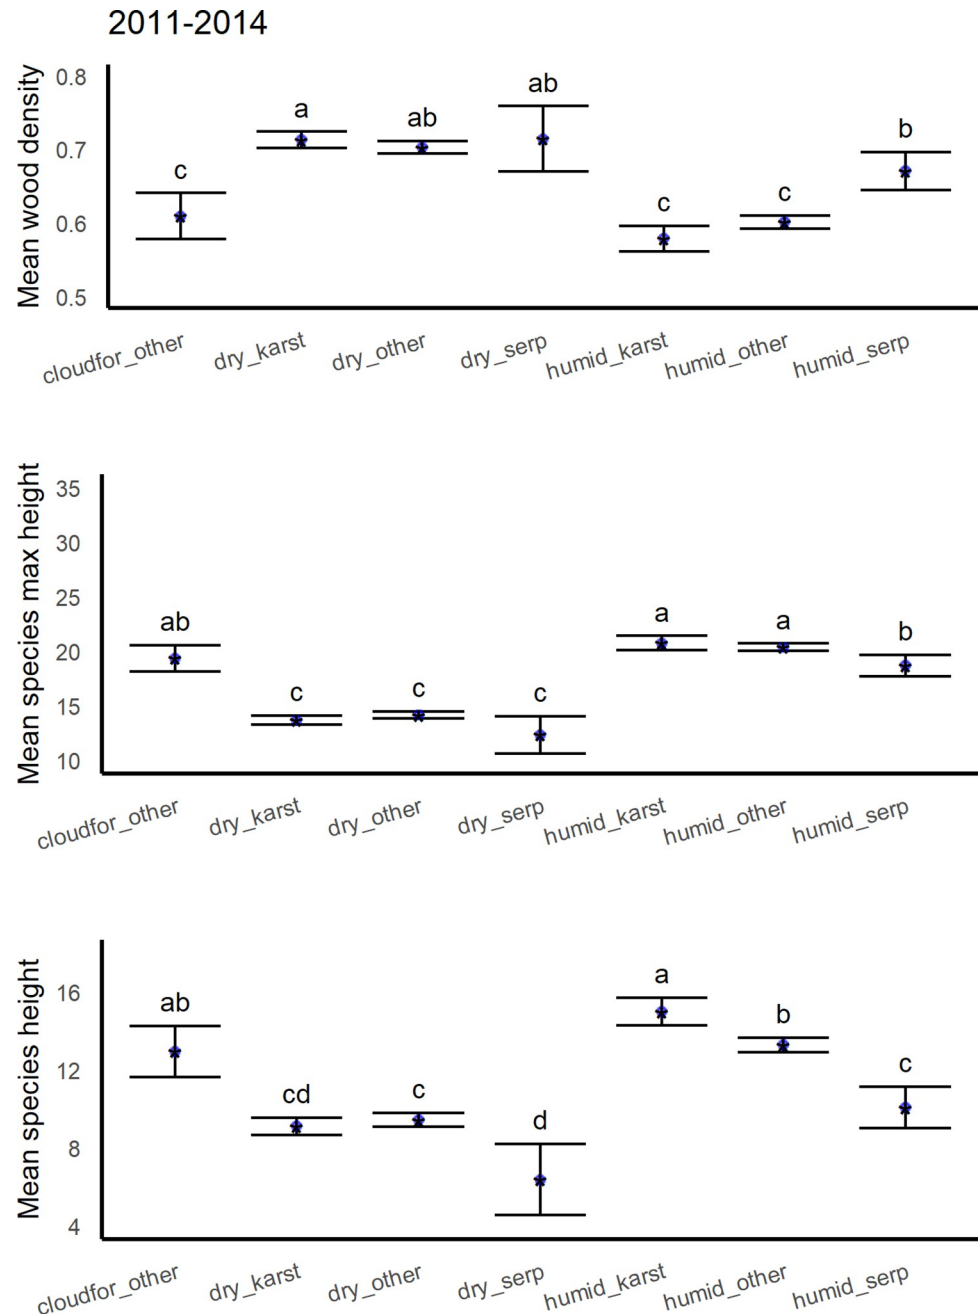 2011-2014
Mean wood density
0.8
0.7
0.6
0.5
c
a
ab
ab
c
c
b
cloudfor_other
dry_karst
dry_other
dry_serp
humid_karst
humid_other
humid_serp
Mean species max height
35
30
25
20
15
10
ab
c
c
c
a
a
b
cloudfor_other
dry_karst
dry_other
dry_serp
humid_karst
humid_other
humid_serp
Mean species height
16
12
8
4
ab
cd
c
d
a
b
c
cloudfor_other
dry_karst
dry_other
dry_serp
humid_karst
humid_other
humid_serp